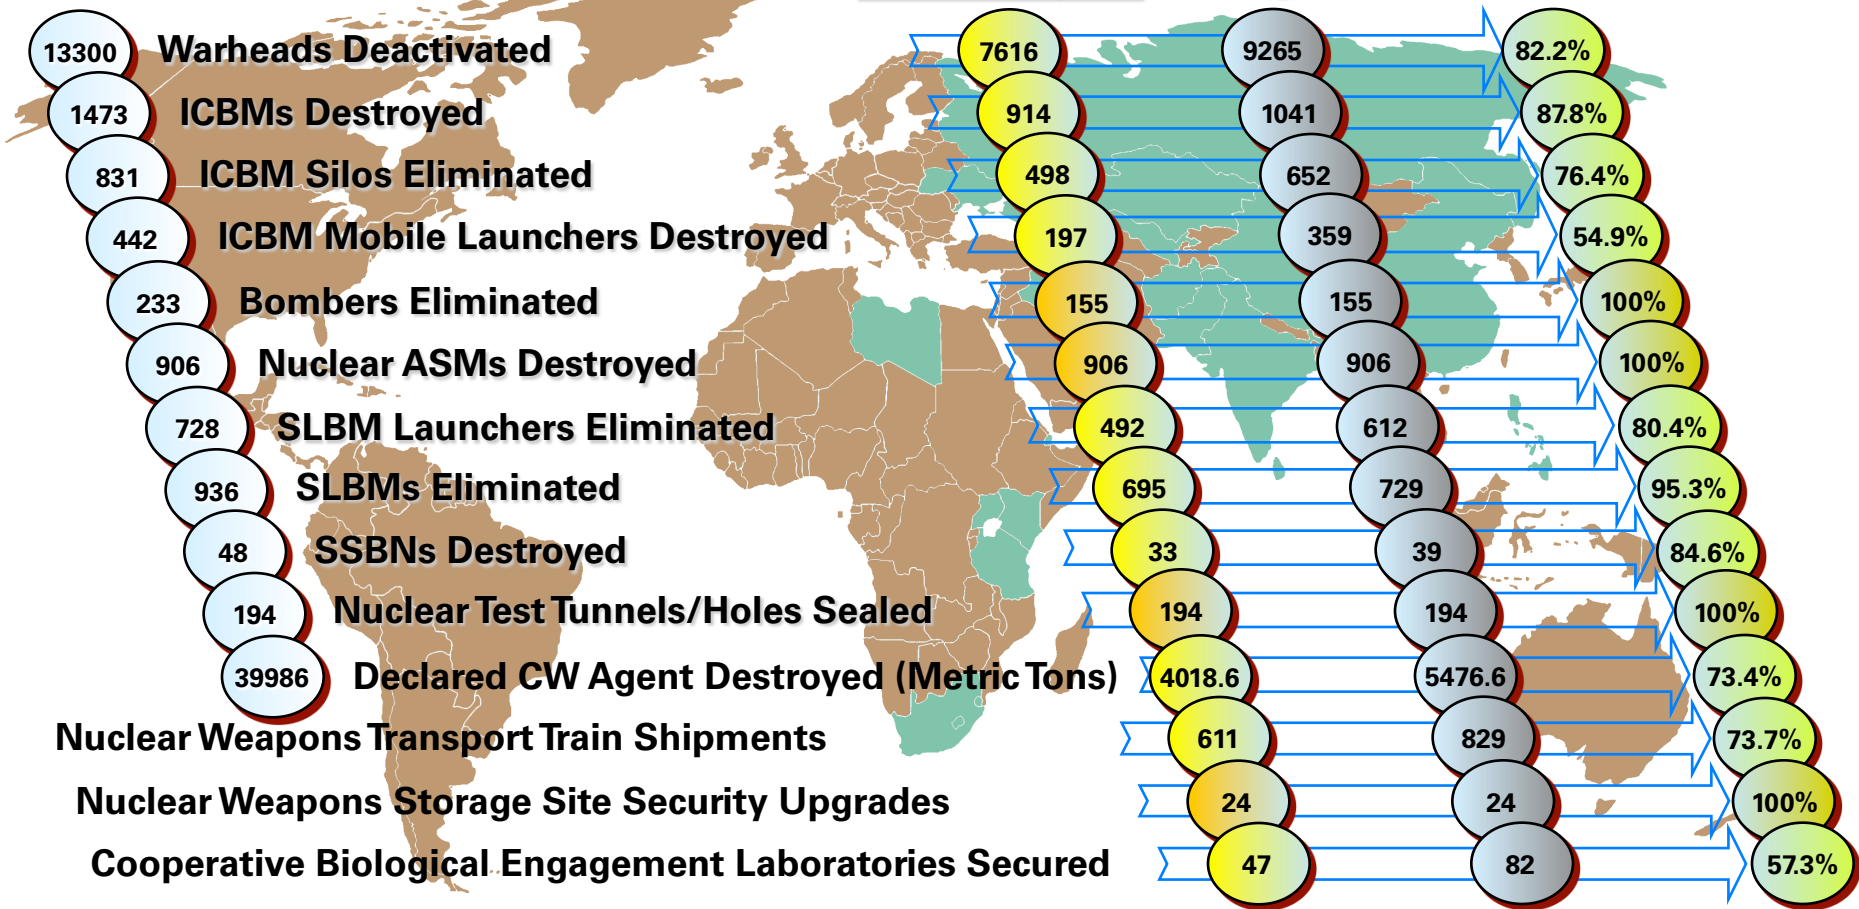 13300 Warheads Deactivated 7616 9265 82.2%
1473 ICBMs Destroyed 914 1041 87.8%
831 ICBM Silos Eliminated 498 652 76.4%
442 ICBM Mobile Launchers Destroyed 197 359 54.9%
233 Bombers Eliminated 155 155 100%
906 Nuclear ASMs Destroyed 906 906 100%
728 SLBM Launchers Eliminated 492 612 80.4%
936 SLBMs Eliminated 695 729 95.3%
48 SSBNs Destroyed 33 39 84.6%
194 Nuclear Test Tunnels/Holes Sealed 194 194 100%
39986 Declared CW Agent Destroyed (Metric Tons) 4018.6 5476.6 73.4%
Nuclear Weapons Transport Train Shipments 611 829 73.7%
Nuclear Weapons Storage Site Security Upgrades 24 24 100%
Cooperative Biological Engagement Laboratories Secured 47 82 57.3%